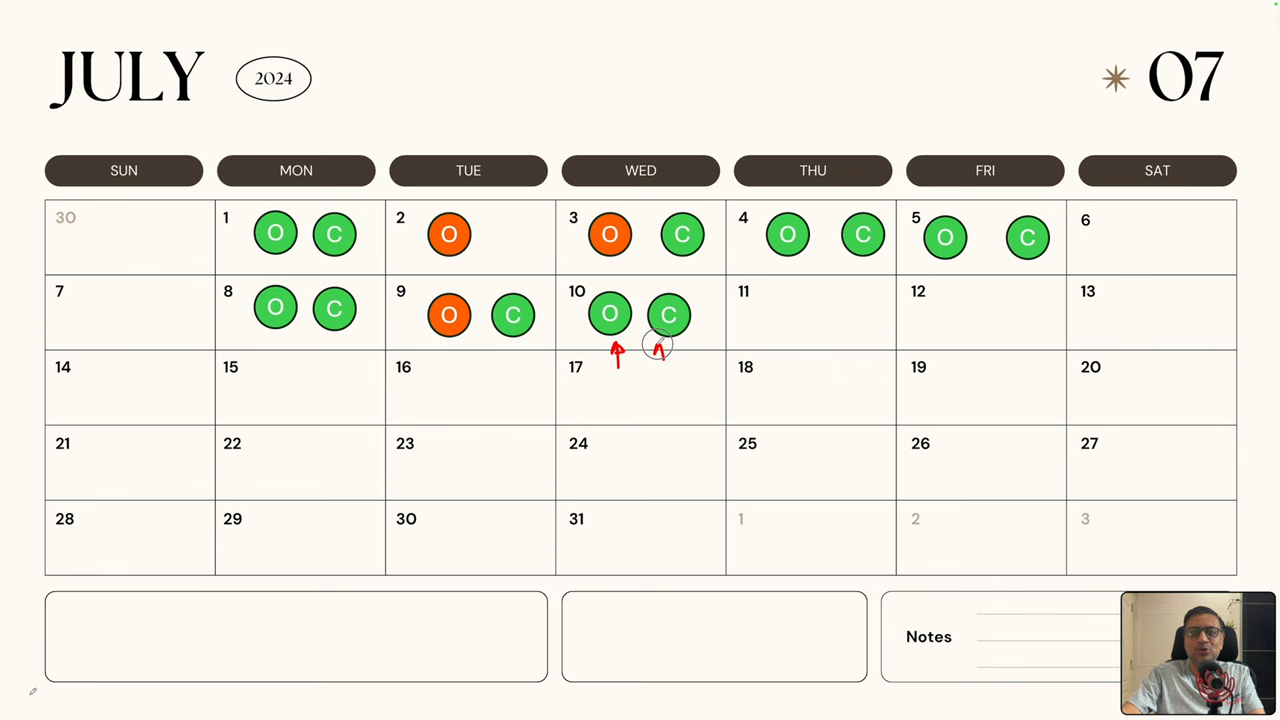 JULY 2024 07
SUN MON TUE WED THU FRI SAT
30 1 O C 2 O 3 O C 4 O C 5 O C 6
7 8 O C 9 O C 10 O C 11 12 13
14 15 16 17 18 19 20
21 22 23 24 25 26 27
28 29 30 31 1 2 3
Notes